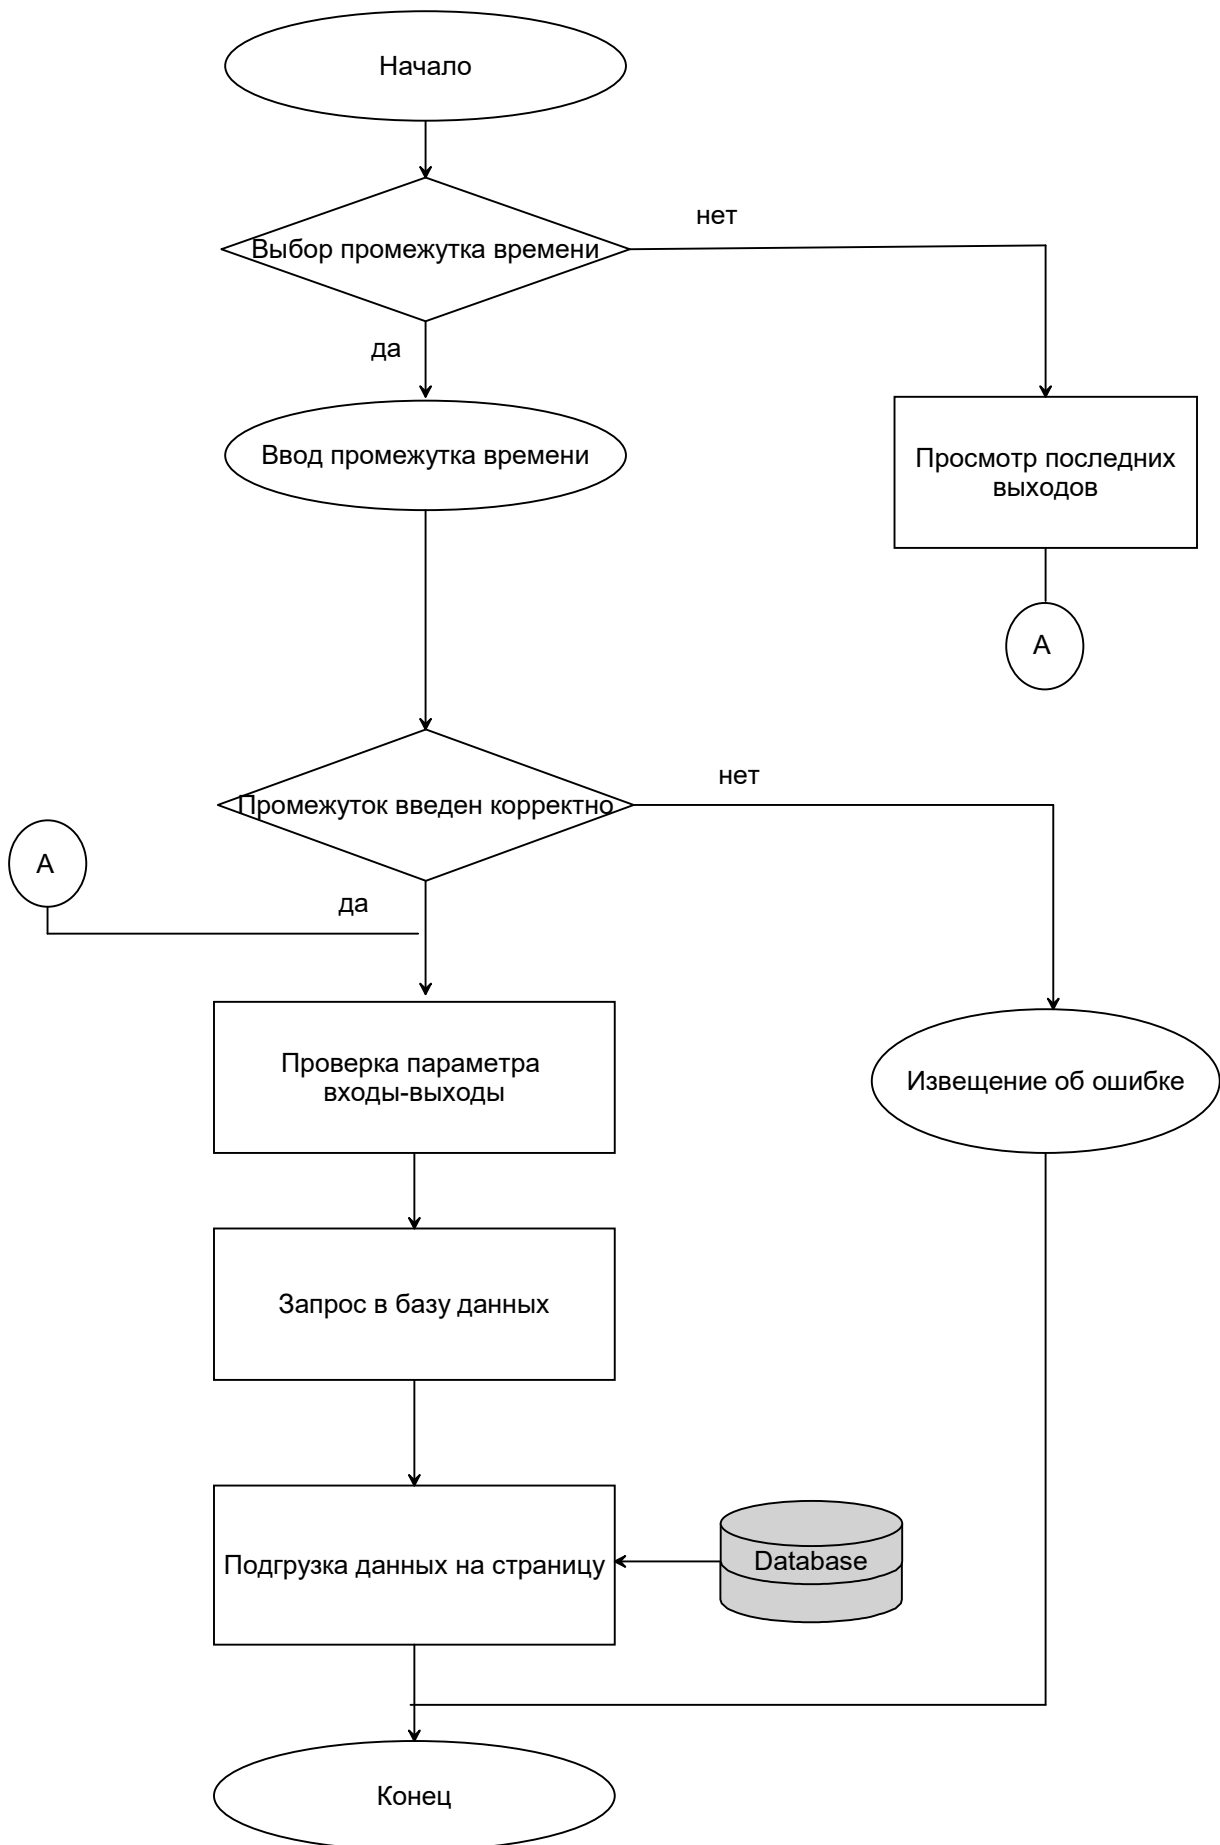 Начало
нет
Выбор промежутка времени
да
Ввод промежутка времени
Просмотр последних
выходов
А
нет
Промежуток введен корректно
А
да
Проверка параметра
входы-выходы
Извещение об ошибке
Запрос в базу данных
Подгрузка данных на страницу
Database
Конец